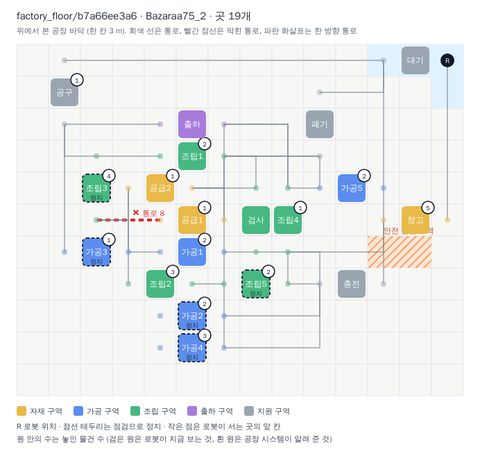 factory_floor/b7a66ee3a6 · Bazaraa75_2 · 곳 19개
위에서 본 공장 바닥 (한 칸 3 m). 회색 선은 통로, 빨간 점선은 막힌 통로, 파란 화살표는 한 방향 통로
대기
R
공구
1
출하
폐기
조립1
2
조립3
4
정지
공급2
1
가공5
2
✕ 통로 8
공급1
1
검사
조립4
1
창고
5
안전
역
가공3
1
정지
가공1
2
조립2
3
조립5
2
정지
충전
가공2
2
정지
가공4
3
정지
자재 구역
가공 구역
조립 구역
출하 구역
지원 구역
R 로봇 위치 · 점선 테두리는 점검으로 정지 · 작은 점은 로봇이 서는 곳의 앞 칸
원 안의 수는 놓인 물건 수 (검은 원은 로봇이 지금 보는 것, 흰 원은 공장 시스템이 알려 준 것)